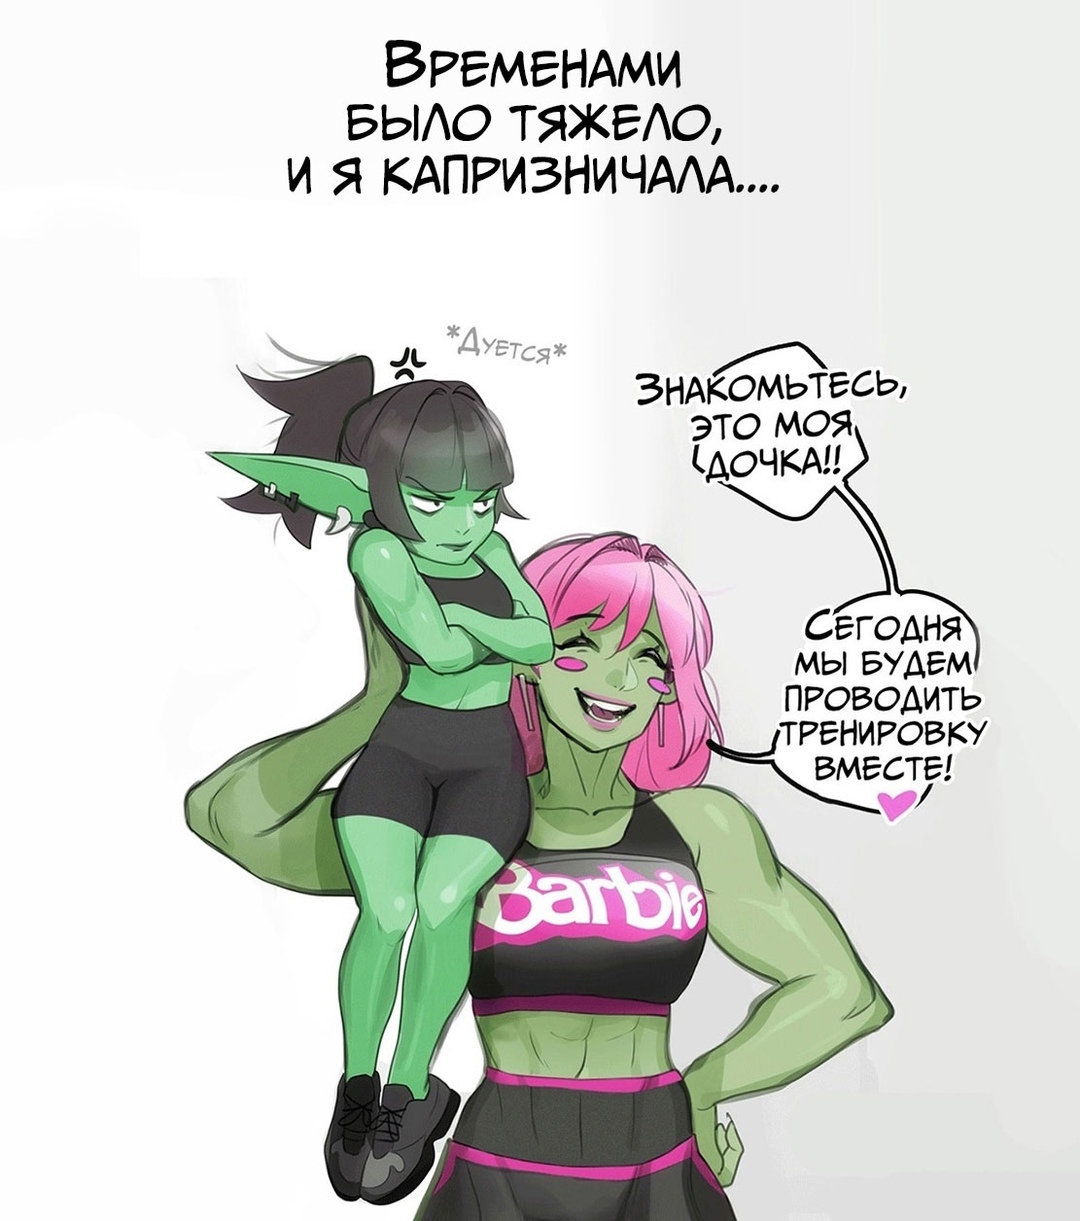 Временами
было тяжело,
и я капризничала....
*Дуется*
Знакомьтесь,
это моя
дочка!!
Сегодня
мы будем
проводить
тренировку
вместе!
Barbie